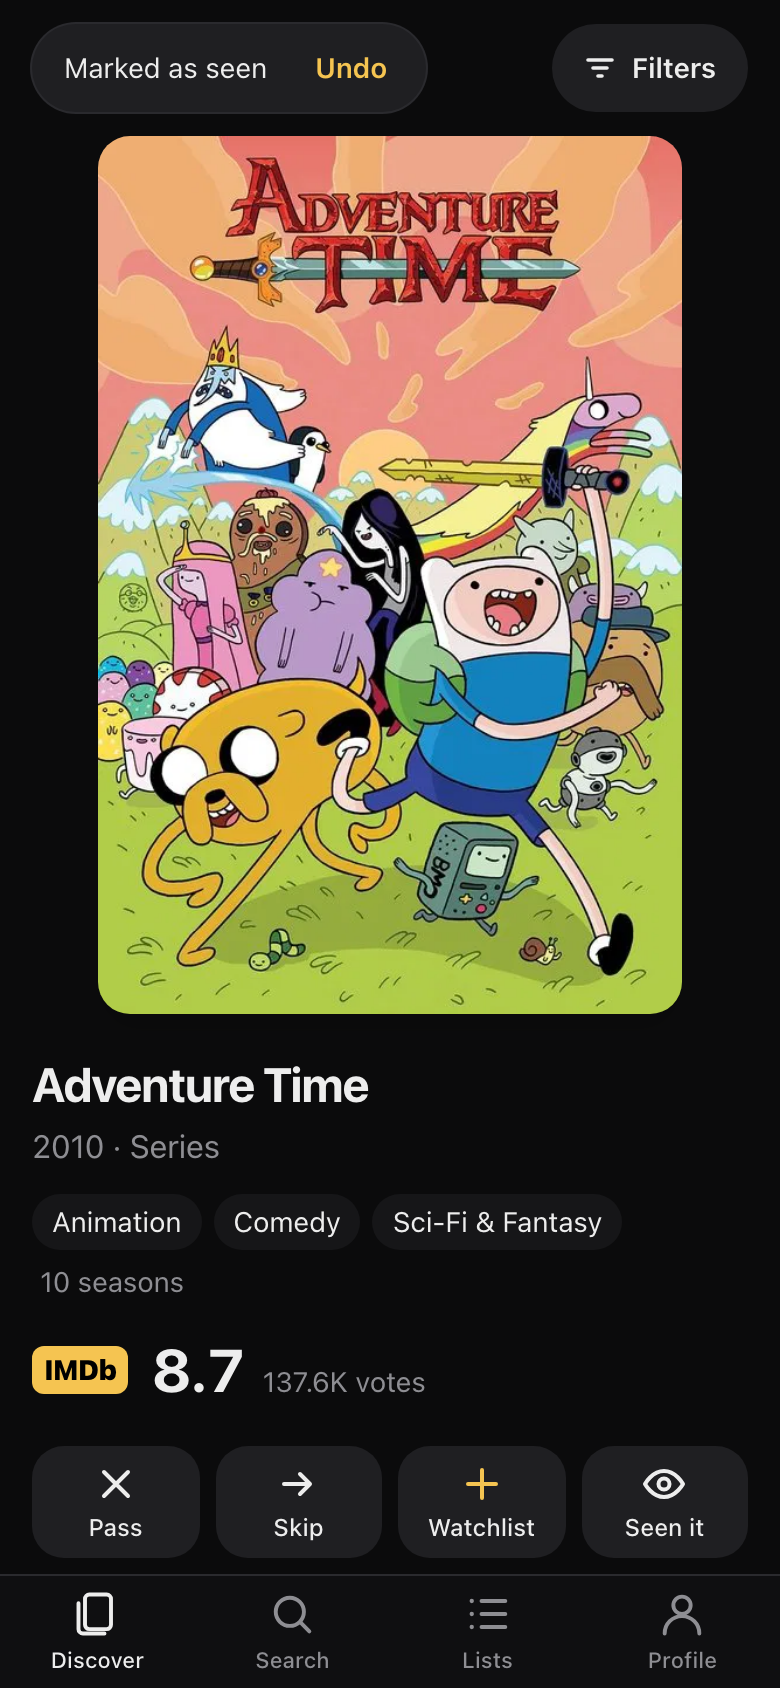 Marked as seen Undo
Filters
ADVENTURE
TIME
BMO
Adventure Time
2010 · Series
Animation
Comedy
Sci-Fi & Fantasy
10 seasons
IMDb 8.7 137.6K votes
Pass
Skip
Watchlist
Seen it
Discover
Search
Lists
Profile